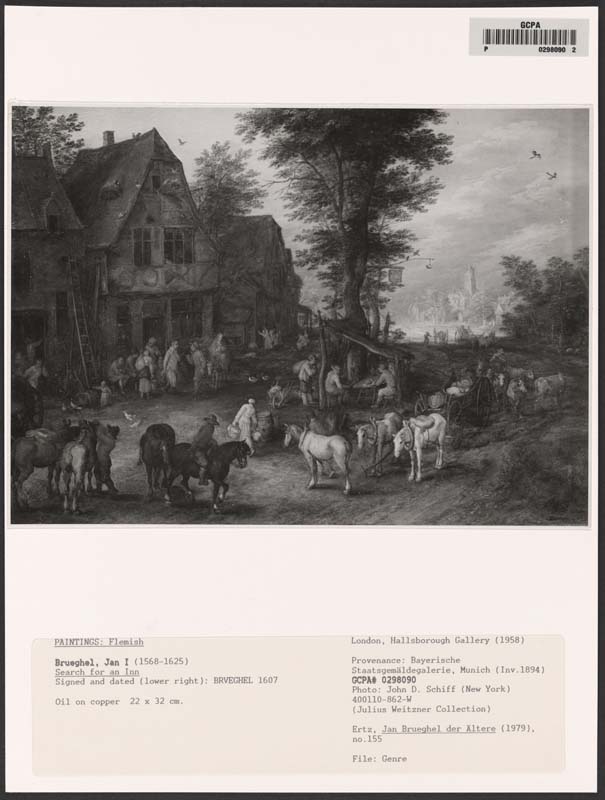 GCPA
P 0298090 2
PAINTINGS: Flemish
Brueghel, Jan I (1568-1625)
Search for an Inn
Signed and dated (lower right): BRVEGHEL 1607
Oil on copper 22 x 32 cm.
London, Hallsborough Gallery (1958)
Provenance: Bayerische
Staatsgemäldegalerie, Munich (Inv.1894)
GCPA# 0298090
Photo: John D. Schiff (New York)
400110-862-W
(Julius Weitzner Collection)
Ertz, Jan Brueghel der Ältere (1979),
no.155
File: Genre